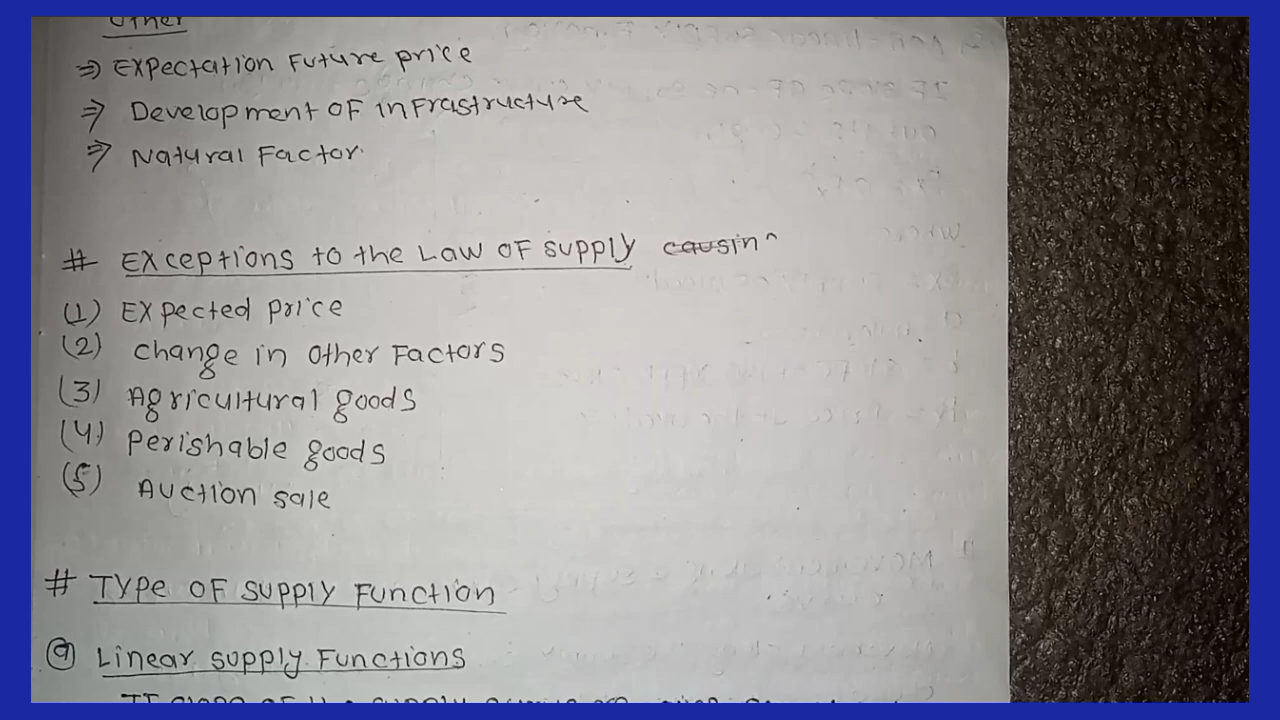 Other
⇒ Expectation Future price
⇒ Development OF infrastructure
⇒ Natural Factor.
# Exceptions to the Law OF supply causin
(1) Expected price
(2) change in Other Factors
(3) Agricultural goods
(4) Perishable goods
(5) Auction sale
# Type OF supply Function
a Linear supply Functions